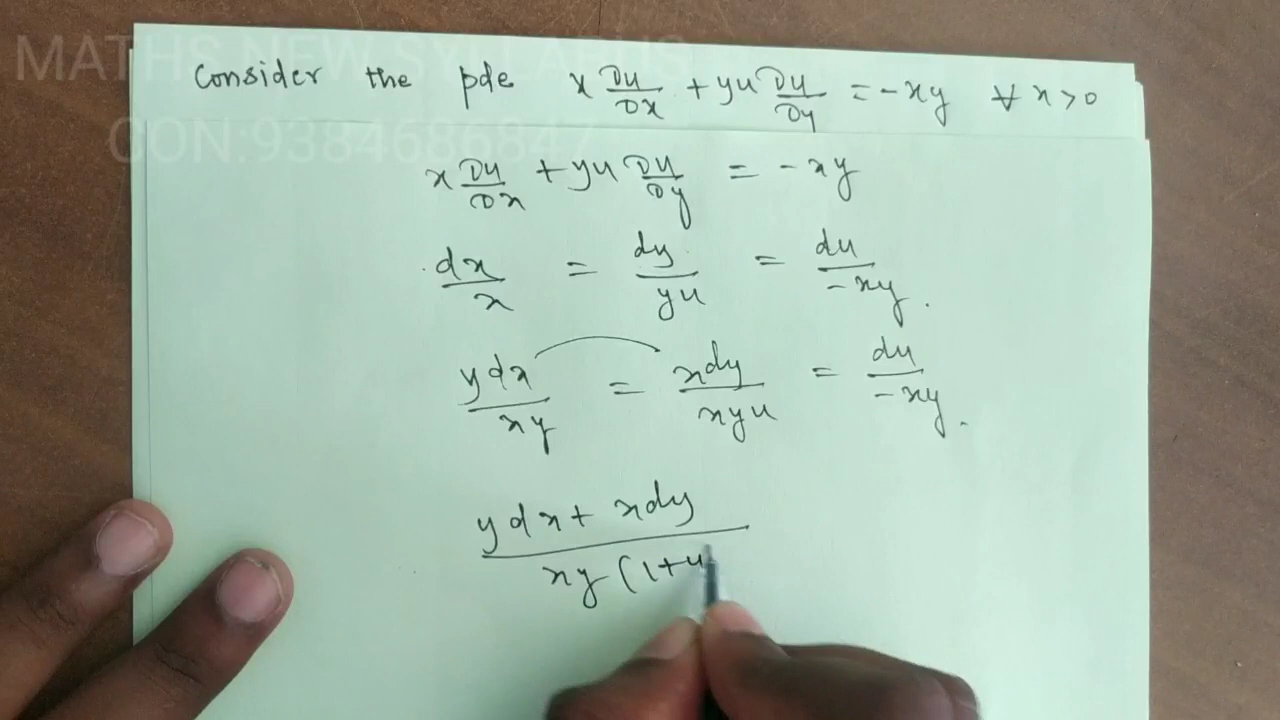 MATHS NEW SYLLABUS
Consider the pde x ∂u/∂x + yu ∂u/∂y = -xy ∀ x > 0
CON:9384686847
x ∂u/∂x + yu ∂u/∂y = -xy
dx/x = dy/yu = du/-xy.
ydx/xy = xdy/xyu = du/-xy.
ydx + xdy/xy(1+u